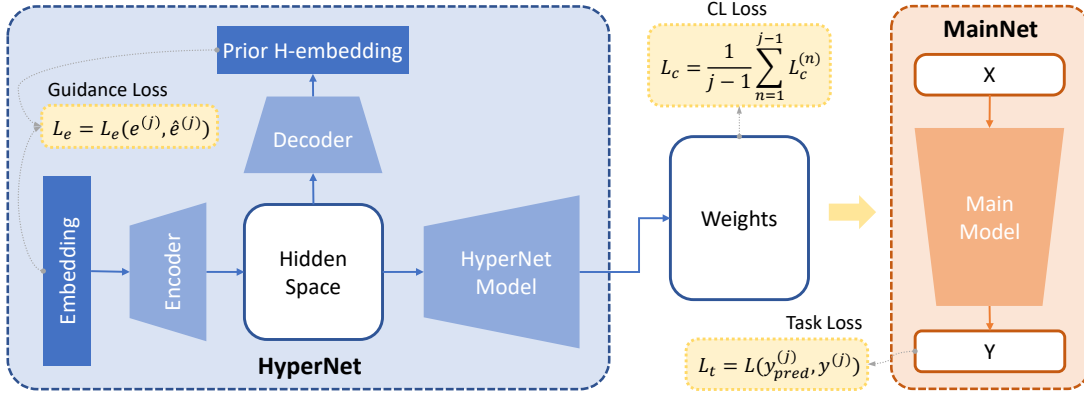 CL Loss
L_c = \frac{1}{j-1} \sum_{n=1}^{j-1} L_c^{(n)}
MainNet
X
Prior H-embedding
Guidance Loss
L_e = L_e(e^{(j)}, ê^{(j)})
Decoder
Embedding
Encoder
Hidden
Space
HyperNet
Model
Weights
Main
Model
HyperNet
Task Loss
L_t = L(y_{pred}^{(j)}, y^{(j)})
Y